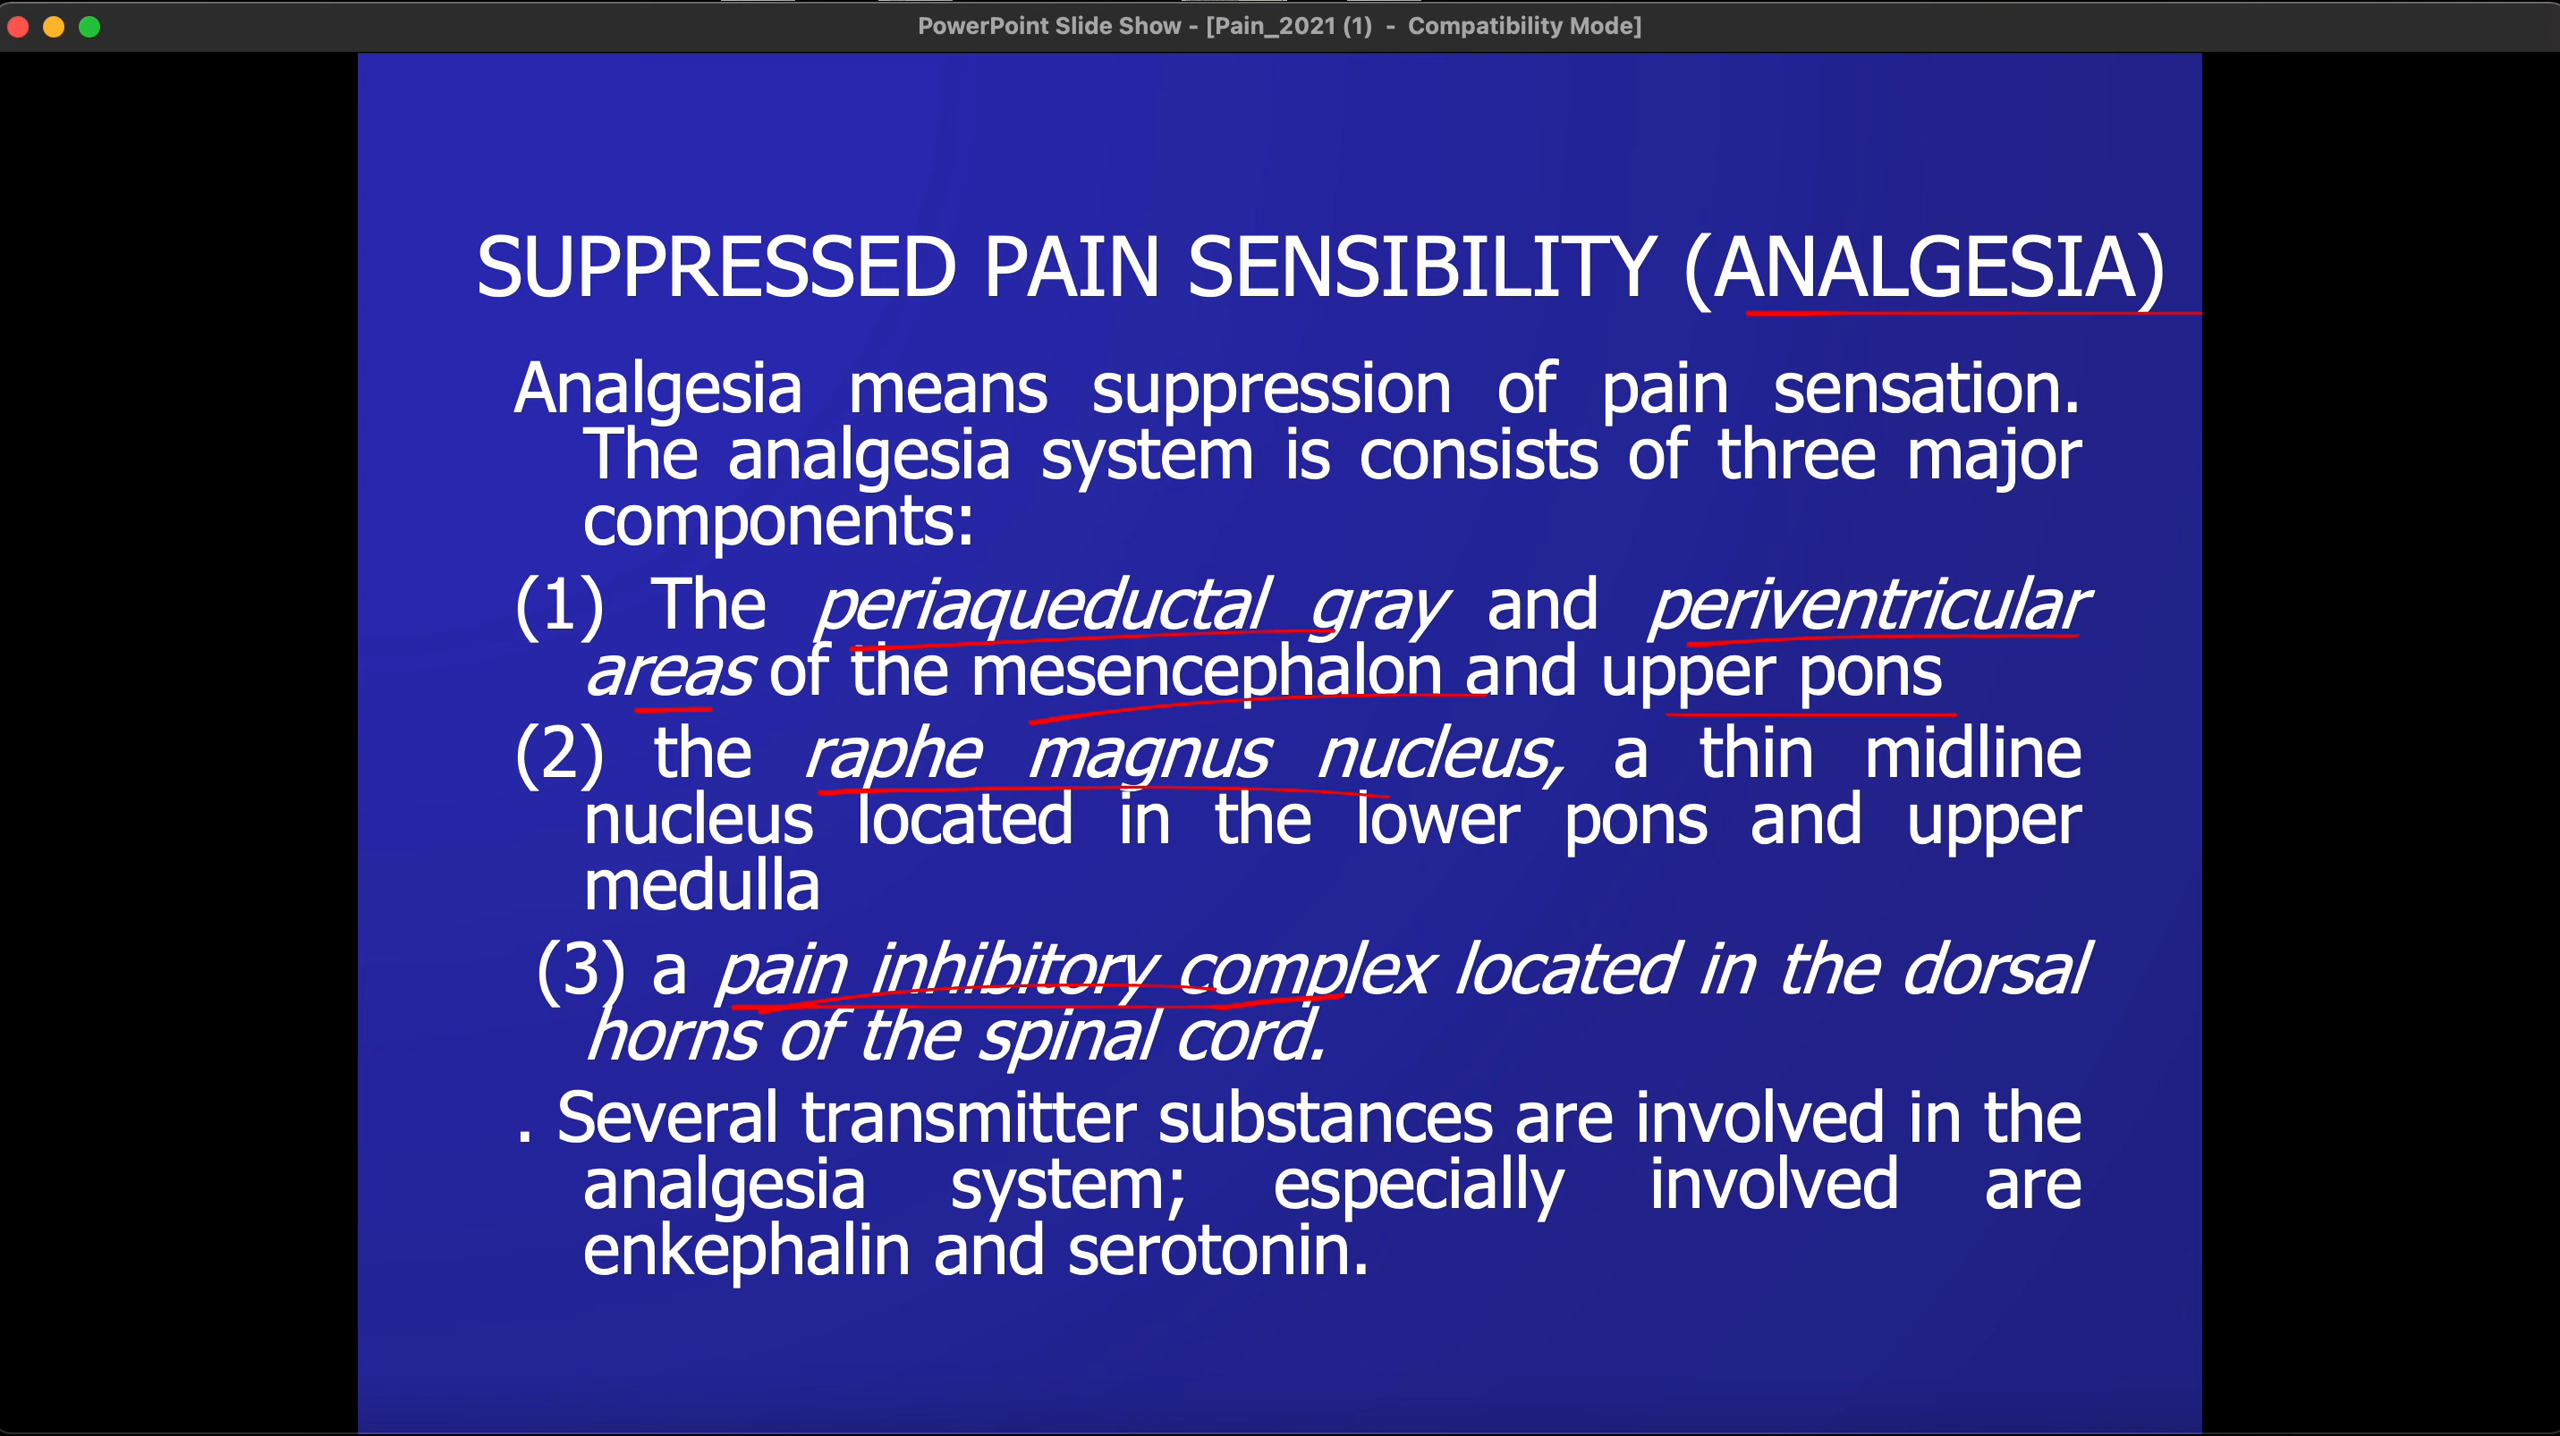 PowerPoint Slide Show - [Pain_2021 (1) - Compatibility Mode]
SUPPRESSED PAIN SENSIBILITY (ANALGESIA)
Analgesia means suppression of pain sensation.
The analgesia system is consists of three major
components:
(1) The periaqueductal gray and periventricular
areas of the mesencephalon and upper pons
(2) the raphe magnus nucleus, a thin midline
nucleus located in the lower pons and upper
medulla
(3) a pain inhibitory complex located in the dorsal
horns of the spinal cord.
. Several transmitter substances are involved in the
analgesia system; especially involved are
enkephalin and serotonin.